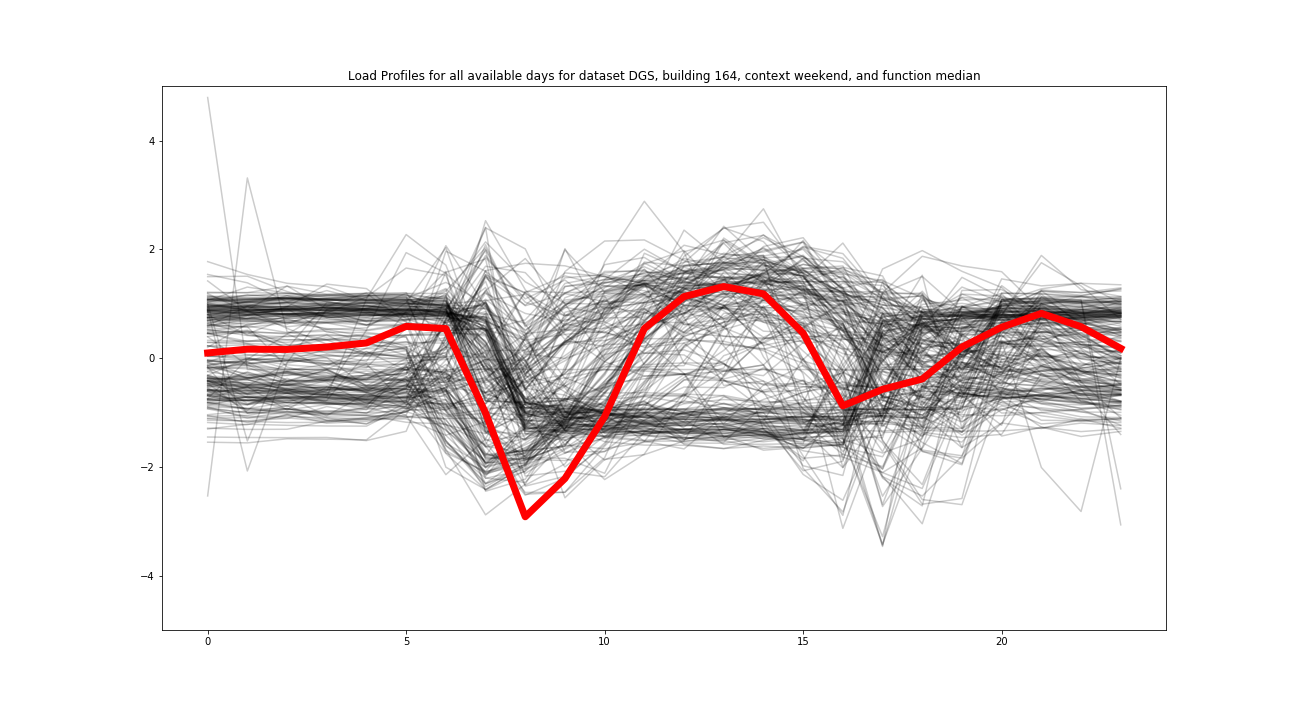 Load Profiles for all available days for dataset DGS, building 164, context weekend, and function median
4
2
0
−2
−4
0 5 10 15 20